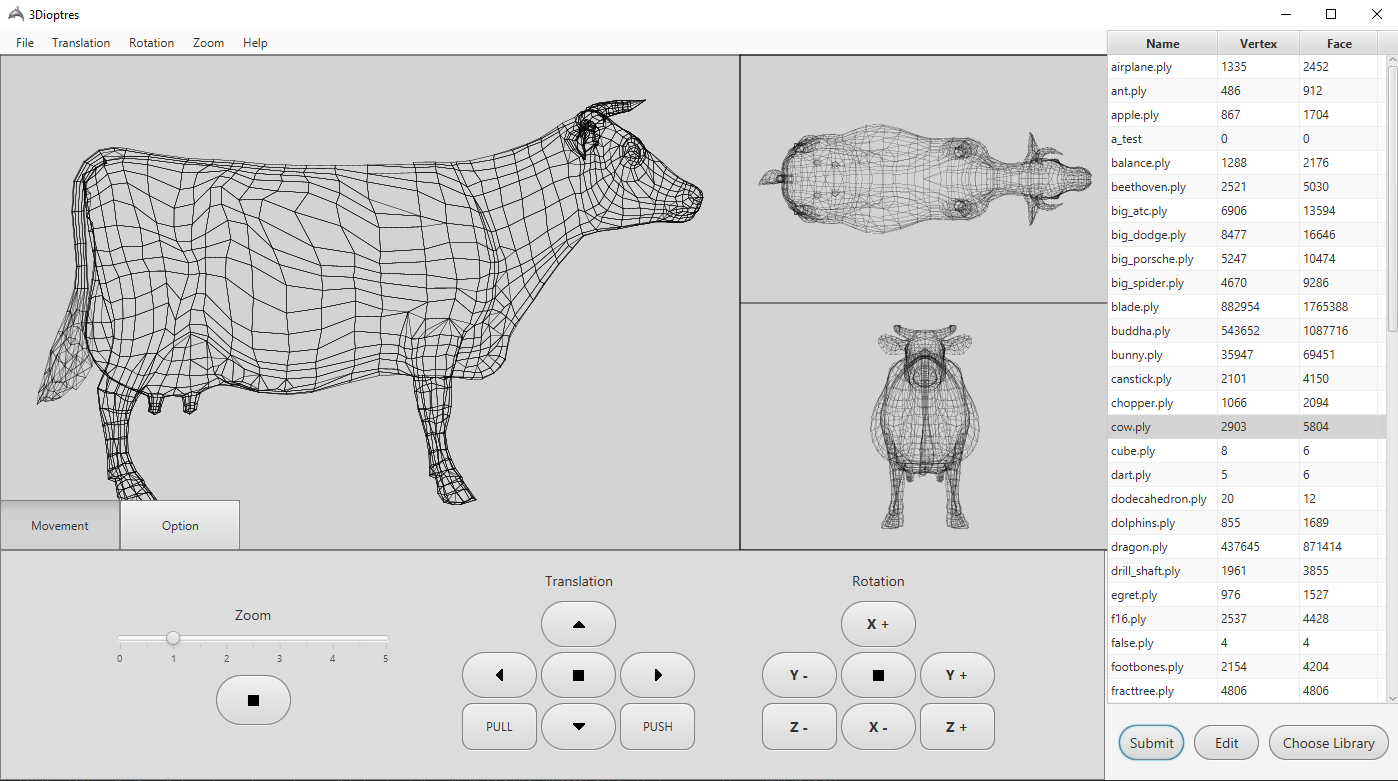 3Dioptres
File Translation Rotation Zoom Help
Name Vertex Face
airplane.ply 1335 2452
ant.ply 486 912
apple.ply 867 1704
a_test 0 0
balance.ply 1288 2176
beethoven.ply 2521 5030
big_atc.ply 6906 13594
big_dodge.ply 8477 16646
big_porsche.ply 5247 10474
big_spider.ply 4670 9286
blade.ply 882954 1765388
buddha.ply 543652 1087716
bunny.ply 35947 69451
canstick.ply 2101 4150
chopper.ply 1066 2094
cow.ply 2903 5804
cube.ply 8 6
dart.ply 5 6
dodecahedron.ply 20 12
dolphins.ply 855 1689
dragon.ply 437645 871414
drill_shaft.ply 1961 3855
egret.ply 976 1527
f16.ply 2537 4428
false.ply 4 4
footbones.ply 2154 4204
fracttree.ply 4806 4806
Movement Option
Zoom
0 1 2 3 4 5
Translation
PULL PUSH
Rotation
X +
Y - Y +
Z - X - Z +
Submit Edit Choose Library